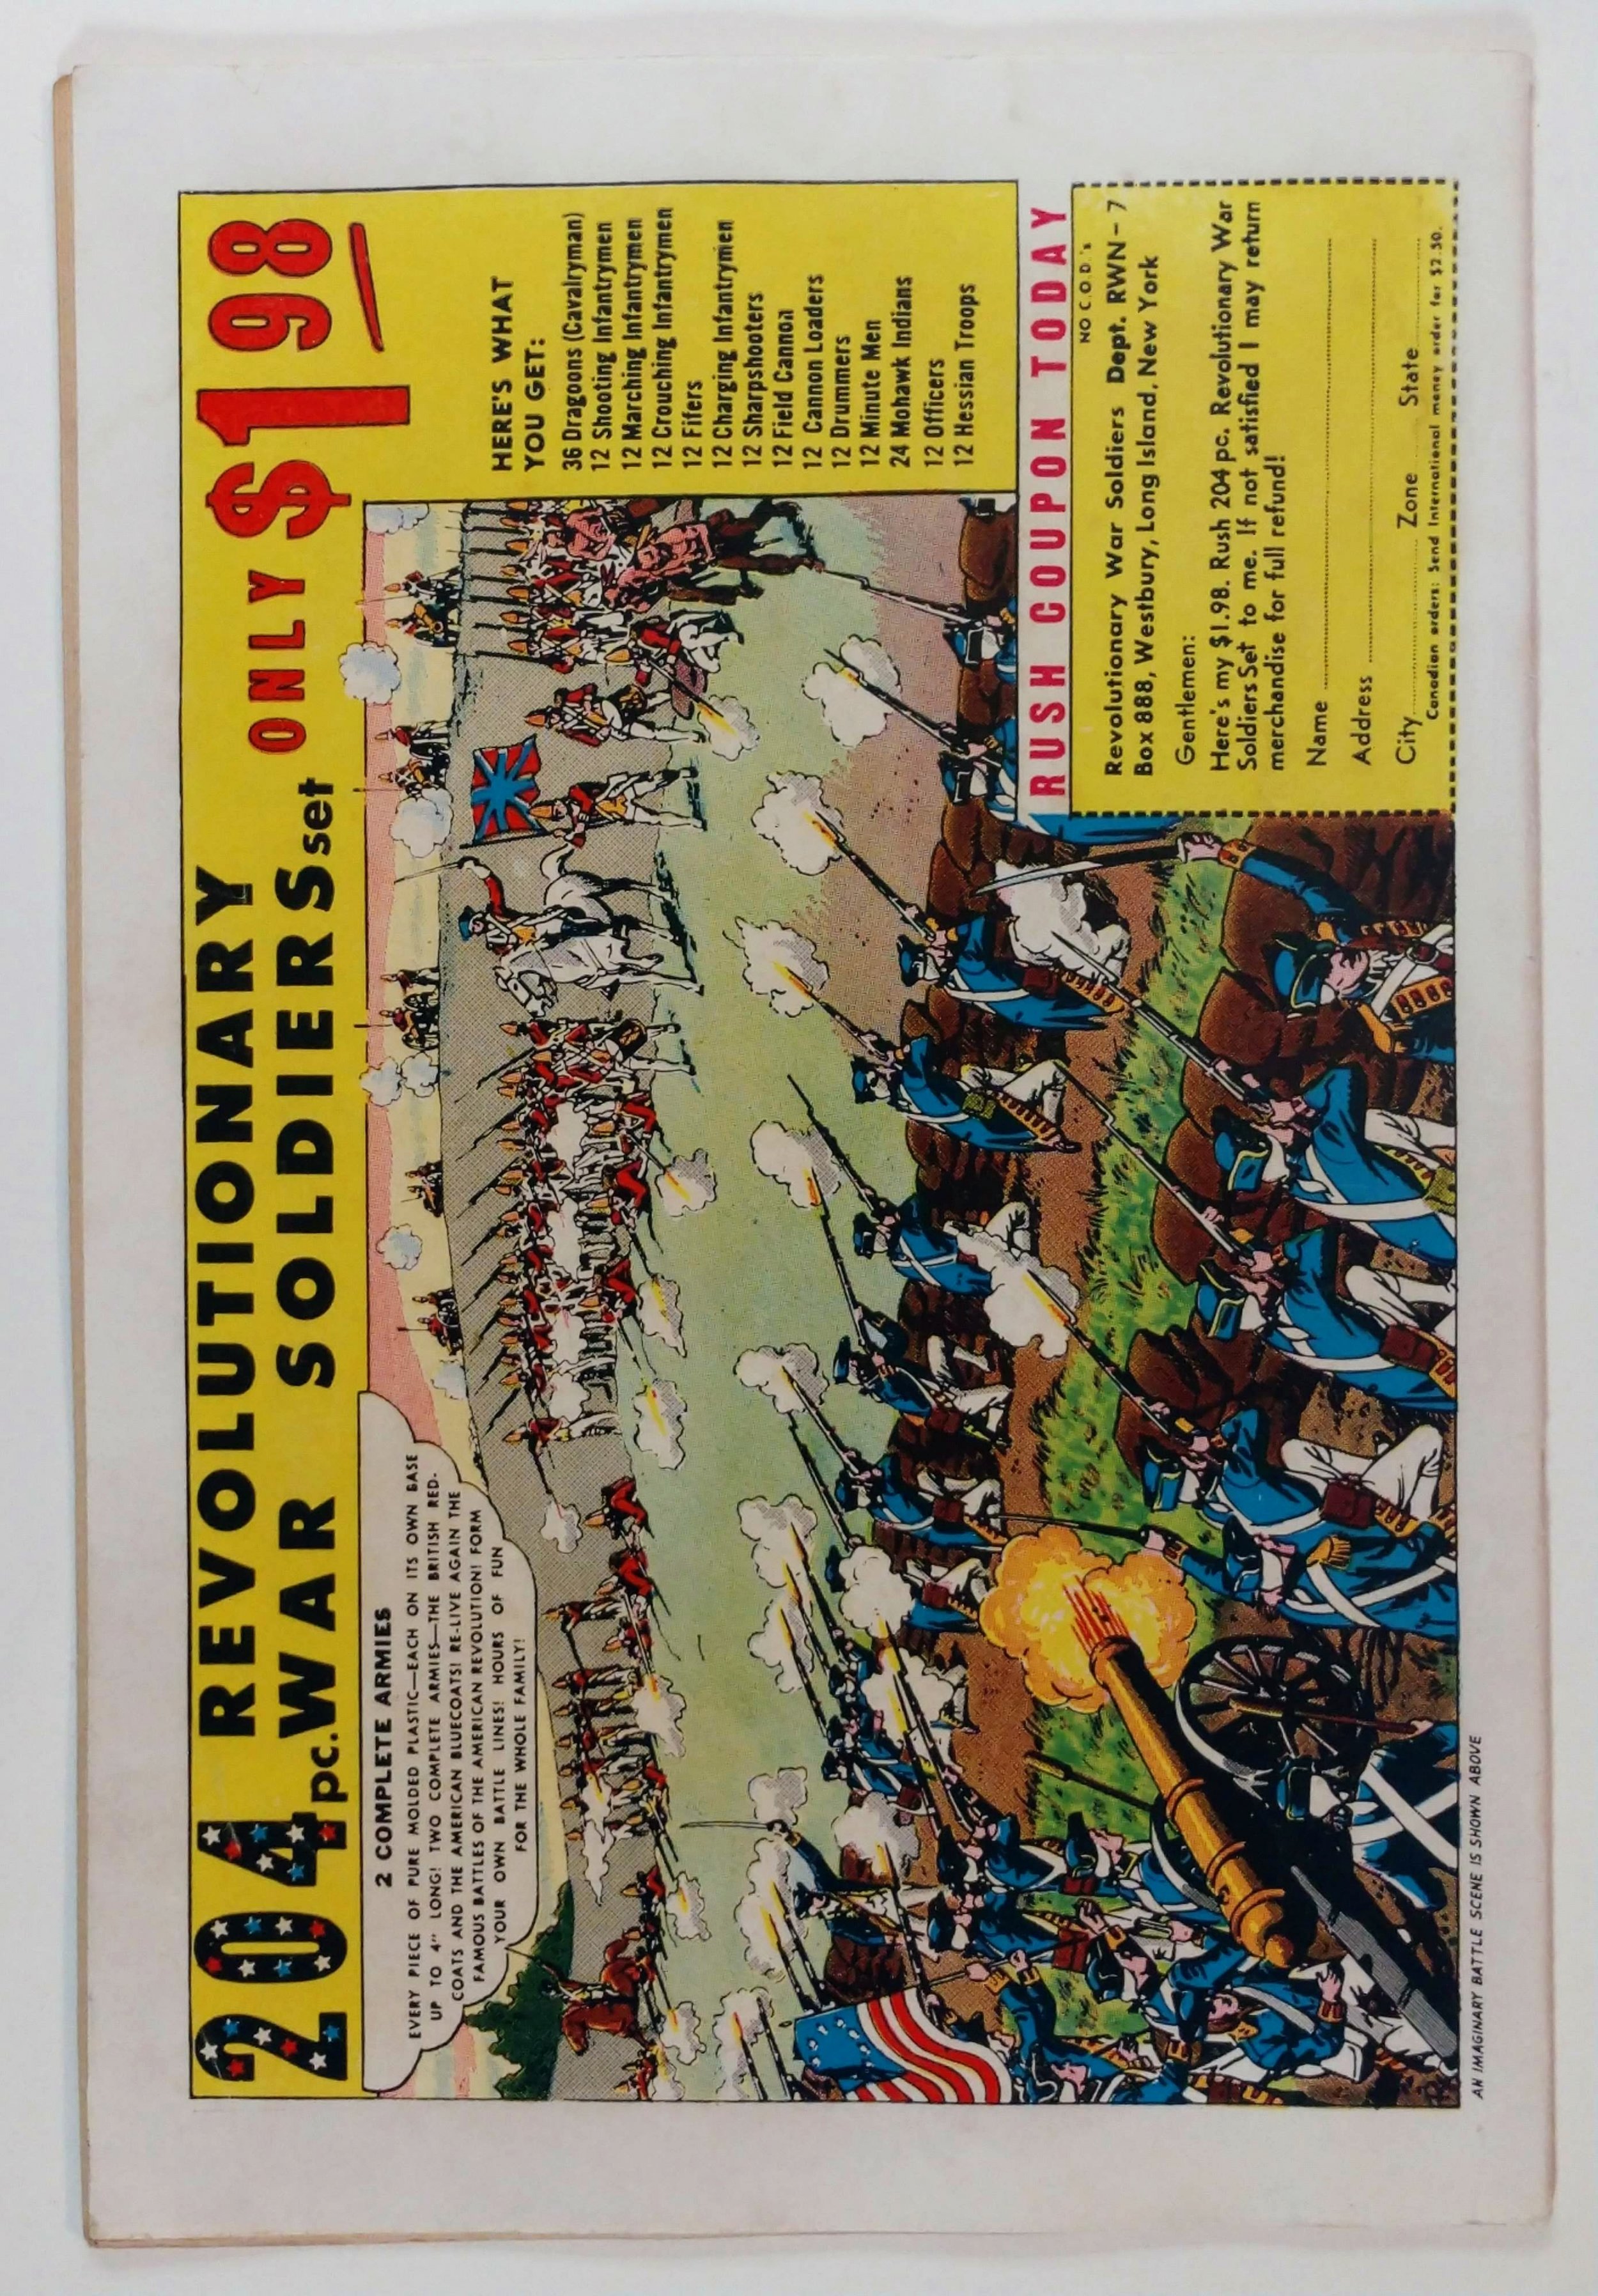 204 REVOLUTIONARY
pc. WAR SOLDIERS set ONLY $1 98
2 COMPLETE ARMIES
EVERY PIECE OF PURE MOLDED PLASTIC—EACH ON ITS OWN BASE
UP TO 4" LONG! TWO COMPLETE ARMIES—THE BRITISH RED-
COATS AND THE AMERICAN BLUECOATS! RE-LIVE AGAIN THE
FAMOUS BATTLES OF THE AMERICAN REVOLUTION! FORM
YOUR OWN BATTLE LINES! HOURS OF FUN
FOR THE WHOLE FAMILY!
HERE'S WHAT
YOU GET:
36 Dragoons (Cavalryman)
12 Shooting Infantrymen
12 Marching Infantrymen
12 Crouching Infantrymen
12 Fifers
12 Charging Infantrymen
12 Sharpshooters
12 Field Cannon
12 Cannon Loaders
12 Drummers
12 Minute Men
24 Mohawk Indians
12 Officers
12 Hessian Troops
RUSH COUPON TODAY
NO C.O.D.'s
Revolutionary War Soldiers Dept. RWN-7
Box 888, Westbury, Long Island, New York
Gentlemen:
Here's my $1.98. Rush 204 pc. Revolutionary War
Soldiers Set to me. If not satisfied I may return
merchandise for full refund!
Name
Address
City Zone State
Canadian orders: Send International money order for $2.50.
AN IMAGINARY BATTLE SCENE IS SHOWN ABOVE